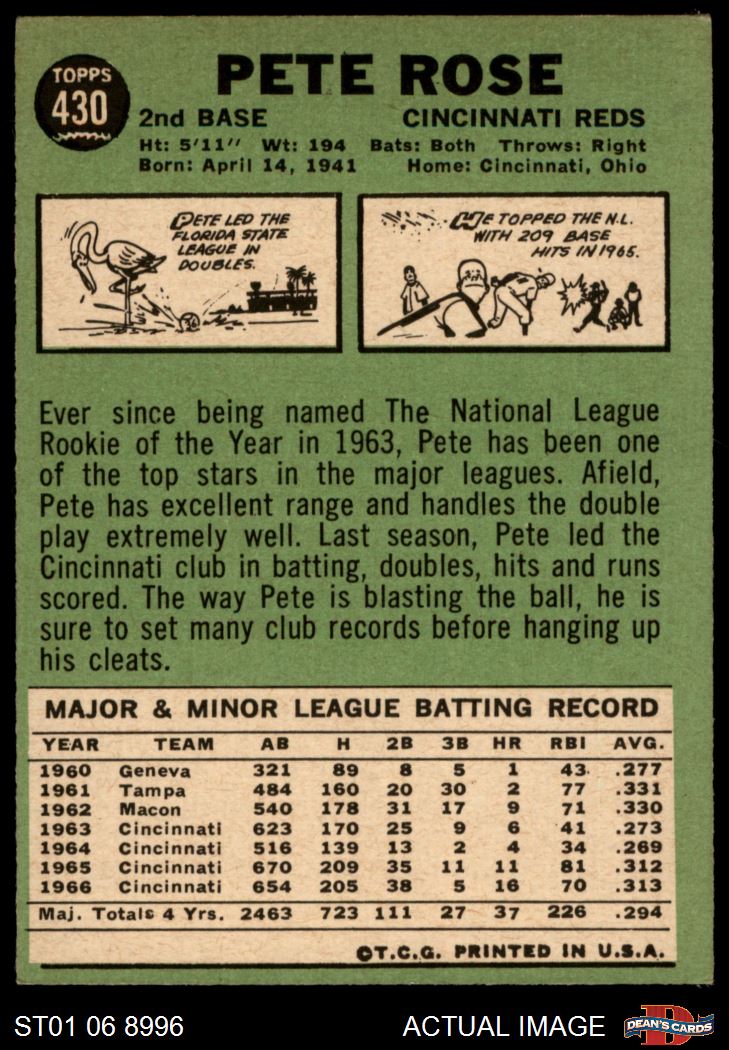 TOPPS
430
PETE ROSE
2nd BASE CINCINNATI REDS
Ht: 5'11" Wt: 194 Bats: Both Throws: Right
Born: April 14, 1941 Home: Cincinnati, Ohio
PETE LED THE
FLORIDA STATE
LEAGUE IN
DOUBLES.
HE TOPPED THE N.L.
WITH 209 BASE
HITS IN 1965.
Ever since being named The National League
Rookie of the Year in 1963, Pete has been one
of the top stars in the major leagues. Afield,
Pete has excellent range and handles the double
play extremely well. Last season, Pete led the
Cincinnati club in batting, doubles, hits and runs
scored. The way Pete is blasting the ball, he is
sure to set many club records before hanging up
his cleats.
MAJOR & MINOR LEAGUE BATTING RECORD
YEAR TEAM AB H 2B 3B HR RBI AVG.
1960 Geneva 321 89 8 5 1 43 .277
1961 Tampa 484 160 20 30 2 77 .331
1962 Macon 540 178 31 17 9 71 .330
1963 Cincinnati 623 170 25 9 6 41 .273
1964 Cincinnati 516 139 13 2 4 34 .269
1965 Cincinnati 670 209 35 11 11 81 .312
1966 Cincinnati 654 205 38 5 16 70 .313
Maj. Totals 4 Yrs. 2463 723 111 27 37 226 .294
©T.C.G. PRINTED IN U.S.A.
ST01 06 8996 ACTUAL IMAGE
D
DEAN'S CARDS